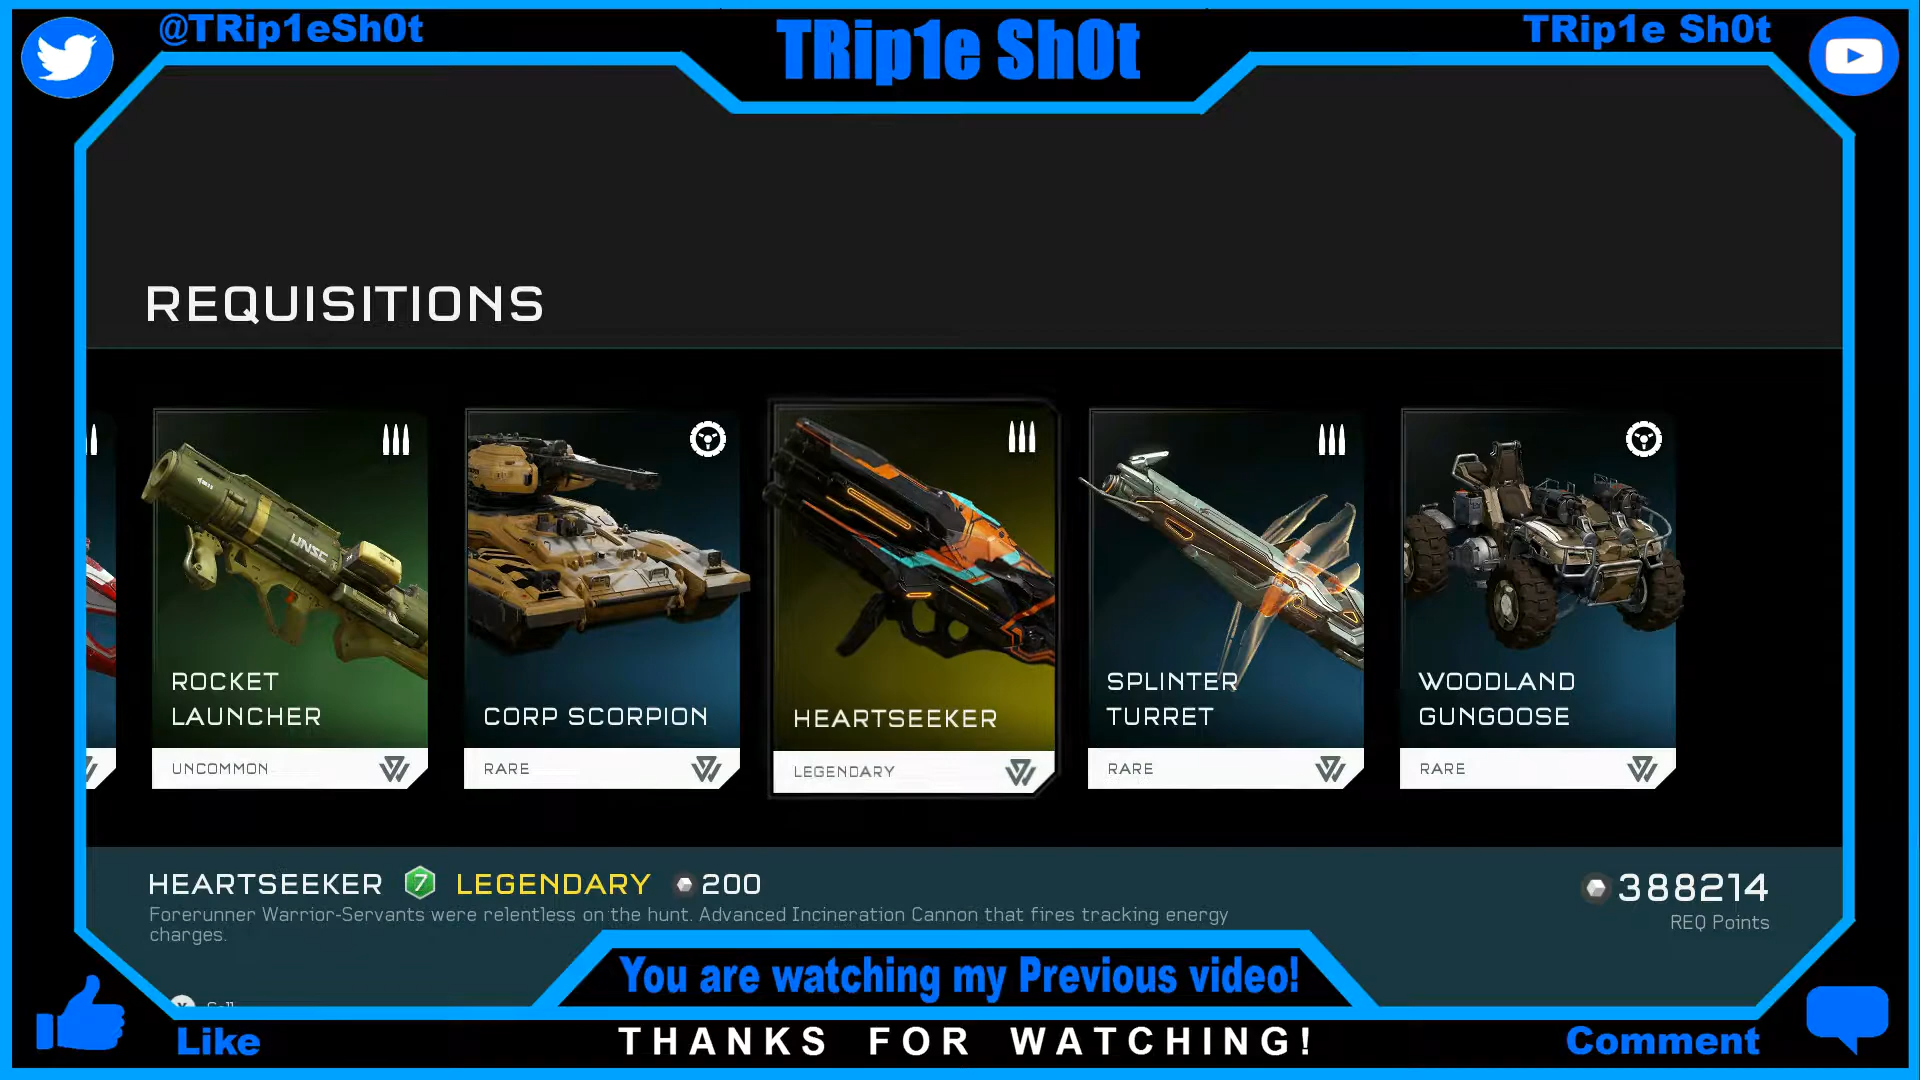 @TRip1eSh0t
TRip1e Sh0t
TRip1e Sh0t
REQUISITIONS
UNSC
ROCKET
LAUNCHER
UNCOMMON
CORP SCORPION
RARE
HEARTSEEKER
LEGENDARY
SPLINTER
TURRET
RARE
WOODLAND
GUNGOOSE
RARE
HEARTSEEKER 7 LEGENDARY 200
Forerunner Warrior-Servants were relentless on the hunt. Advanced Incineration Cannon that fires tracking energy
charges.
388214
REQ Points
You are watching my Previous video!
Like
THANKS FOR WATCHING!
Comment